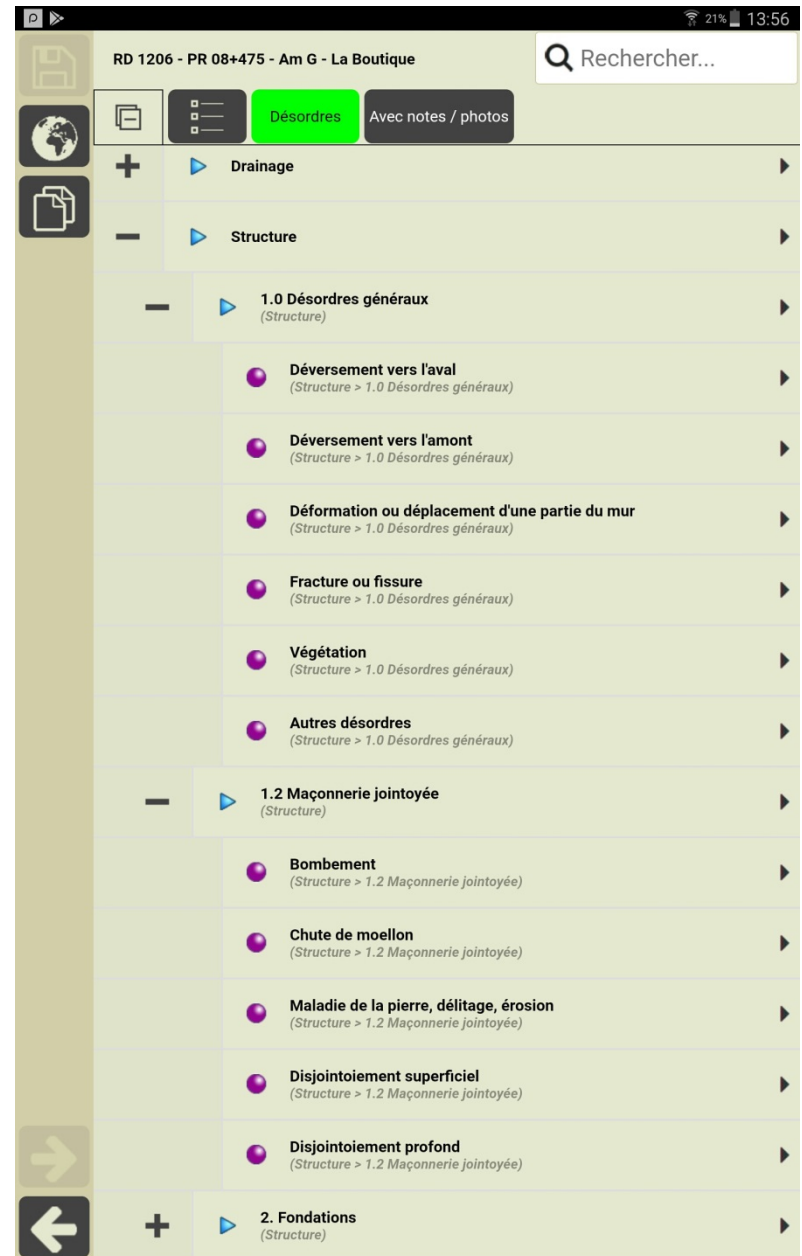 21% 13:56
RD 1206 - PR 08+475 - Am G - La Boutique
Rechercher...
Désordres
Avec notes / photos
Drainage
Structure
1.0 Désordres généraux
(Structure)
Déversement vers l'aval
(Structure > 1.0 Désordres généraux)
Déversement vers l'amont
(Structure > 1.0 Désordres généraux)
Déformation ou déplacement d'une partie du mur
(Structure > 1.0 Désordres généraux)
Fracture ou fissure
(Structure > 1.0 Désordres généraux)
Végétation
(Structure > 1.0 Désordres généraux)
Autres désordres
(Structure > 1.0 Désordres généraux)
1.2 Maçonnerie jointoyée
(Structure)
Bombement
(Structure > 1.2 Maçonnerie jointoyée)
Chute de moellon
(Structure > 1.2 Maçonnerie jointoyée)
Maladie de la pierre, délitage, érosion
(Structure > 1.2 Maçonnerie jointoyée)
Disjointoiement superficiel
(Structure > 1.2 Maçonnerie jointoyée)
Disjointoiement profond
(Structure > 1.2 Maçonnerie jointoyée)
2. Fondations
(Structure)